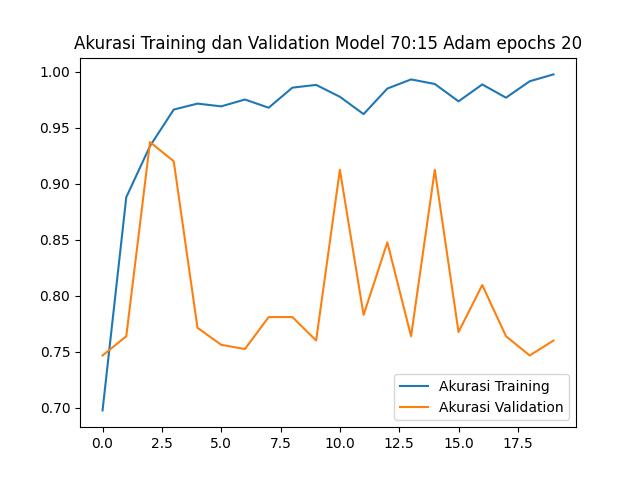 Akurasi Training dan Validation Model 70:15 Adam epochs 20
1.00
0.95
0.90
0.85
0.80
0.75
0.70
Akurasi Training
Akurasi Validation
0.0 2.5 5.0 7.5 10.0 12.5 15.0 17.5